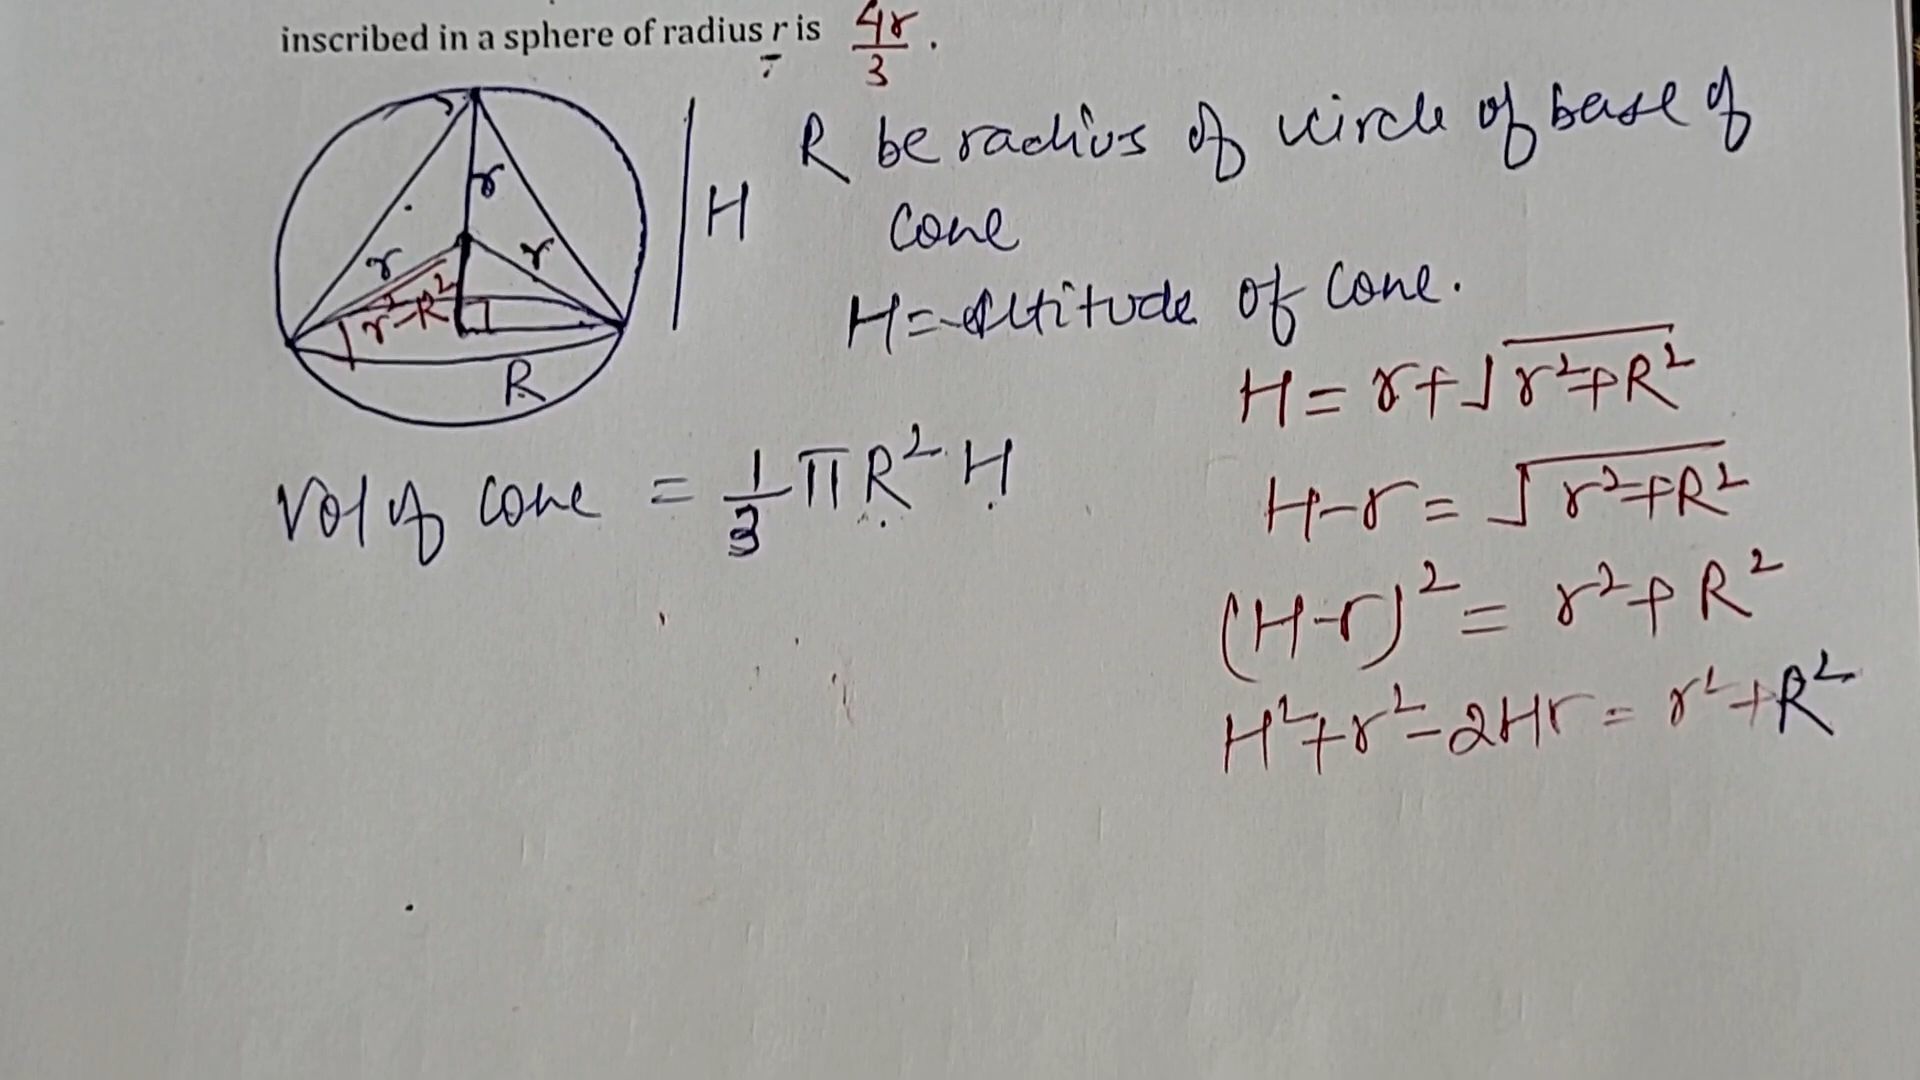 inscribed in a sphere of radius r is 4r/3 .
r
r
r
r²-R²
R
H
R be radius of circle of base of
cone
H = Altitude of cone.
H = r+√r²+R²
H-r = √r²+R²
(H-r)² = r²+R²
H²+r²-2Hr = r²+R²
Vol of cone = 1/3 πR² H